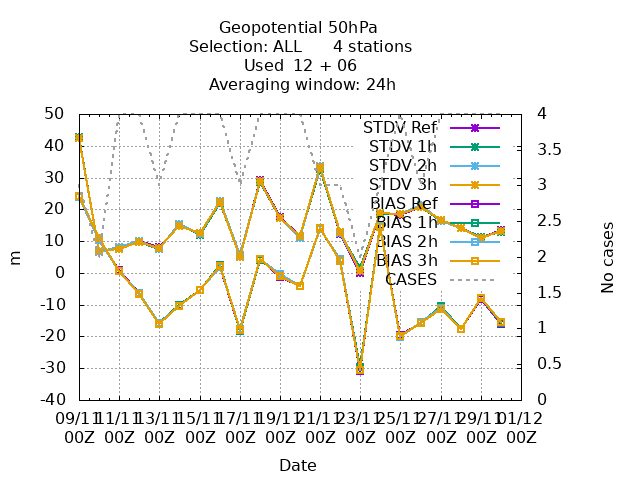 Geopotential 50hPa
Selection: ALL 4 stations
Used 12 + 06
Averaging window: 24h
50
40
30
20
10
0
-10
-20
-30
-40
m
4
3.5
3
2.5
2
1.5
1
0.5
0
No cases
STDV Ref
STDV 1h
STDV 2h
STDV 3h
BIAS Ref
BIAS 1h
BIAS 2h
BIAS 3h
CASES
09/11 11/11 13/11 15/11 17/11 19/11 21/11 23/11 25/11 27/11 29/11 01/12
00Z 00Z 00Z 00Z 00Z 00Z 00Z 00Z 00Z 00Z 00Z 00Z
Date